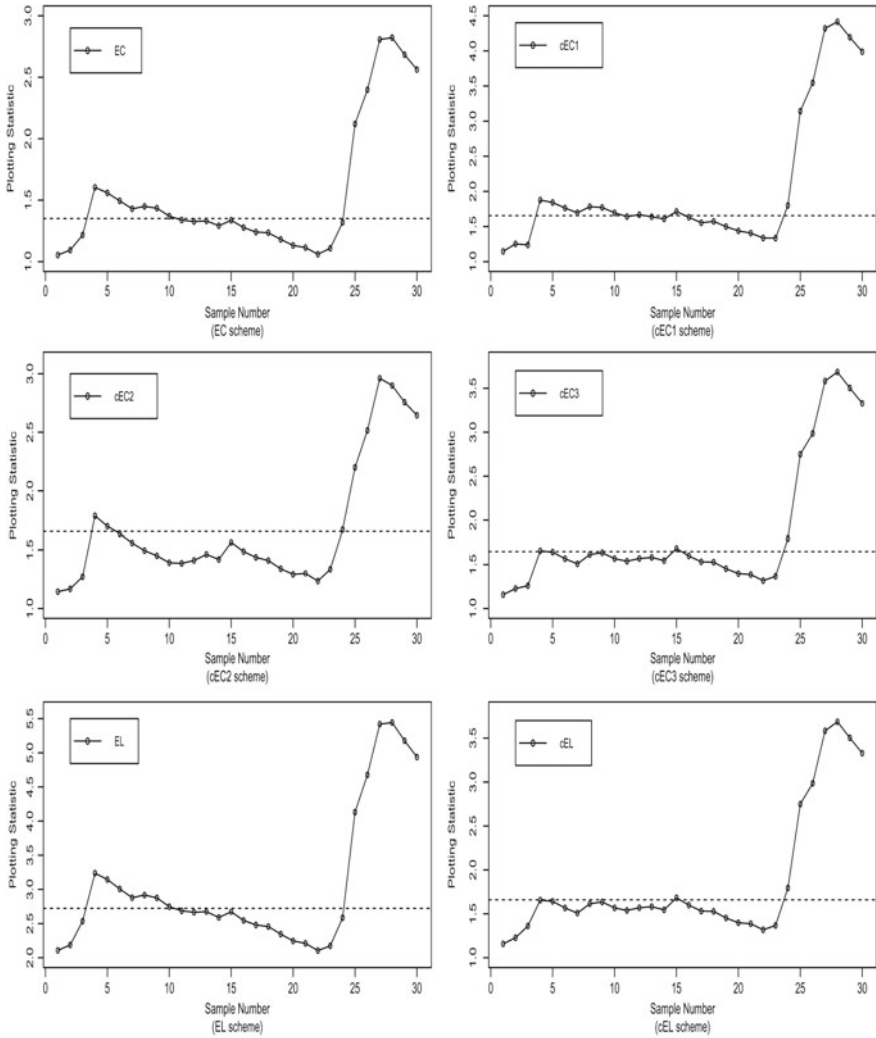 EC
Plotting Statistic
3.0
2.5
2.0
1.5
1.0
0 5 10 15 20 25 30
Sample Number
(EC scheme)
cEC1
Plotting Statistic
4.5
4.0
3.5
3.0
2.5
2.0
1.5
1.0
0 5 10 15 20 25 30
Sample Number
(cEC1 scheme)
cEC2
Plotting Statistic
3.0
2.5
2.0
1.5
1.0
0 5 10 15 20 25 30
Sample Number
(cEC2 scheme)
cEC3
Plotting Statistic
3.5
3.0
2.5
2.0
1.5
1.0
0 5 10 15 20 25 30
Sample Number
(cEC3 scheme)
EL
Plotting Statistic
5.5
5.0
4.5
4.0
3.5
3.0
2.5
2.0
0 5 10 15 20 25 30
Sample Number
(EL scheme)
cEL
Plotting Statistic
3.5
3.0
2.5
2.0
1.5
1.0
0 5 10 15 20 25 30
Sample Number
(cEL scheme)